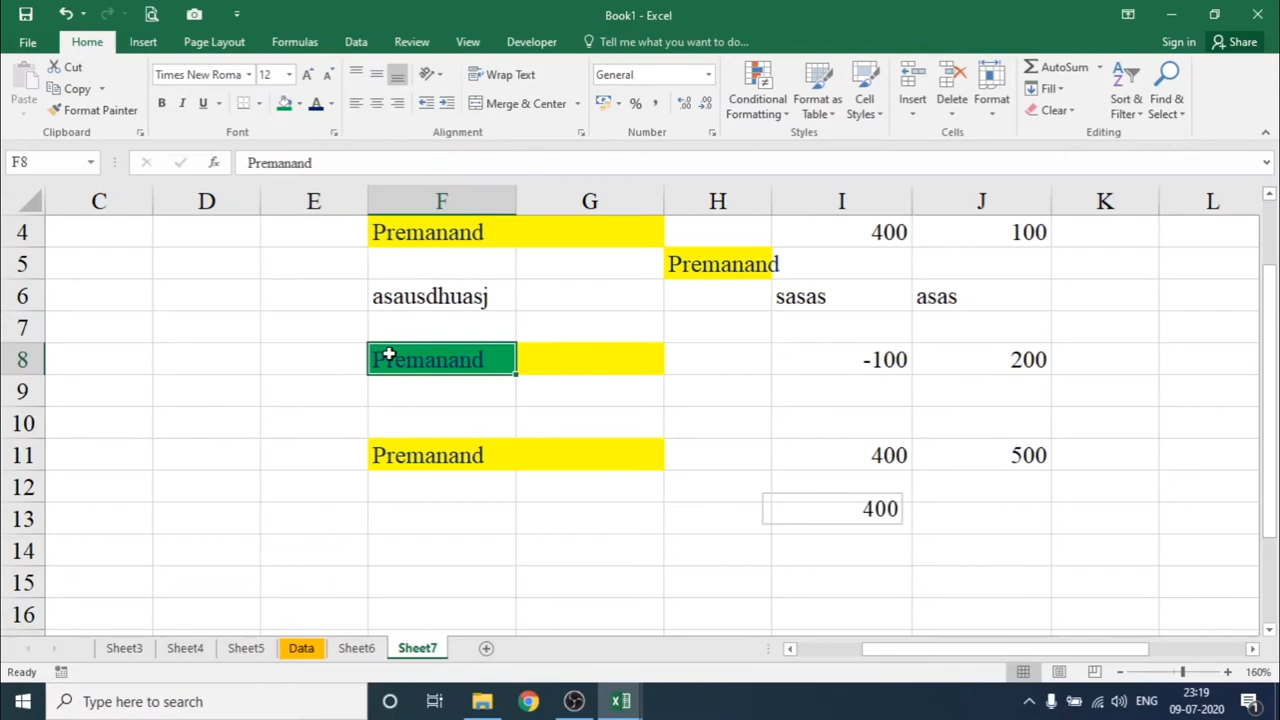 Book1 - Excel
File Home Insert Page Layout Formulas Data Review View Developer Tell me what you want to do... Sign in Share
Paste Cut Copy Format Painter Clipboard
Times New Roma 12 B I U Font
Wrap Text Merge & Center Alignment
General % , Number
Conditional Formatting Format as Table Cell Styles Styles
Insert Delete Format Cells
AutoSum Fill Clear Sort & Filter Find & Select Editing
F8 fx Premanand
C D E F G H I J K L
4 Premanand 400 100
5 Premanand
6 asausdhuasj sasas asas
7
8 Premanand -100 200
9
10
11 Premanand 400 500
12
13 400
14
15
16
Sheet3 Sheet4 Sheet5 Data Sheet6 Sheet7
Ready 160%
Type here to search ENG 23:19
09-07-2020 1